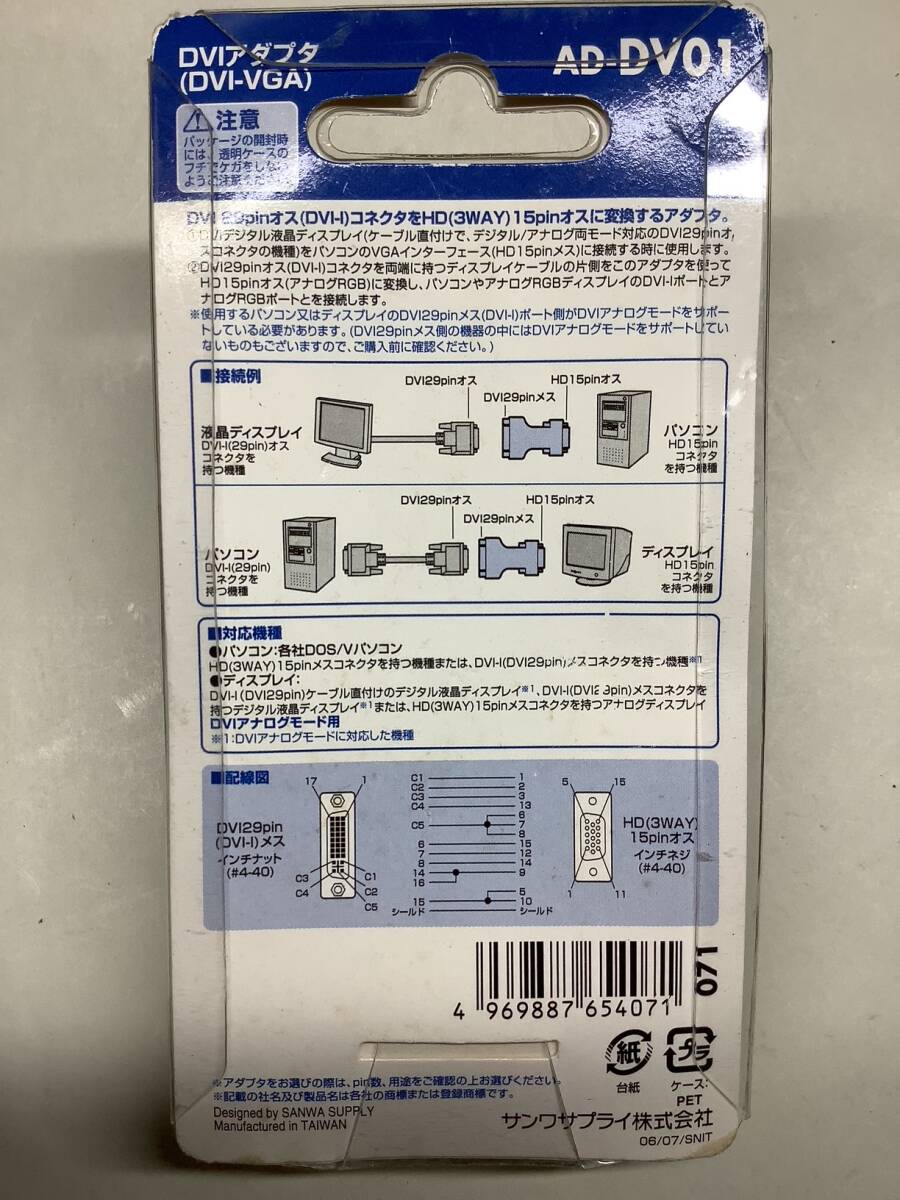 DVIアダプタ
(DVI-VGA)
AD-DV01
注意
パッケージの開封時
には、透明ケースの
フチでケガをしない
ようご注意ください。
DVI 29pinオス(DVI-I)コネクタをHD(3WAY)15pinオスに変換するアダプタ。
①DVIデジタル液晶ディスプレイ(ケーブル直付けで、デジタル/アナログ両モード対応のDVI29pinオ
スコネクタの機種)をパソコンのVGAインターフェース(HD15pinメス)に接続する時に使用します。
②DVI29pinオス(DVI-I)コネクタを両端に持つディスプレイケーブルの片側をこのアダプタを使って
HD15pinオス(アナログRGB)に変換し、パソコンやアナログRGBディスプレイのDVI-Iポートとア
ナログRGBポートとを接続します。
※使用するパソコン又はディスプレイのDVI29pinメス(DVI-I)ポート側がDVIアナログモードをサポー
トしている必要があります。(DVI29pinメス側の機器の中にはDVIアナログモードをサポートしてい
ないものもございますので、ご購入前に確認ください。)
■接続例
DVI29pinオス
HD15pinオス
DVI29pinメス
液晶ディスプレイ
DVI-I(29pin)オス
コネクタを
持つ機種
パソコン
HD15pin
コネクタ
を持つ機種
DVI29pinオス
HD15pinオス
DVI29pinメス
パソコン
DVI-I(29pin)
コネクタを
持つ機種
ディスプレイ
HD15pin
コネクタ
を持つ機種
■対応機種
●パソコン:各社DOS/Vパソコン
HD(3WAY)15pinメスコネクタを持つ機種または、DVI-I(DVI29pin)メスコネクタを持つ機種※1
●ディスプレイ:
DVI-I(DVI29pin)ケーブル直付けのデジタル液晶ディスプレイ※1、DVI-I(DVI29pin)メスコネクタを
持つデジタル液晶ディスプレイ※1または、HD(3WAY)15pinメスコネクタを持つアナログディスプレイ
DVIアナログモード用
※1:DVIアナログモードに対応した機種
■配線図
17 1
DVI29pin
(DVI-I)メス
インチナット
(#4-40)
C3 C1
C4 C2
C5
C1 1
C2 2
C3 3
C4 13
6
C5 7
8
6 15
7 12
8 14
14 9
16
5
15 10
シールド シールド
5 15
HD(3WAY)
15pinオス
インチネジ
(#4-40)
1 11
4 969887 654071
071
紙
台紙
プラ
ケース:
PET
※アダプタをお選びの際は、pin数、用途をご確認の上お選びください。
※記載の社名及び製品名は各社の商標または登録商標です。
Designed by SANWA SUPPLY
Manufactured in TAIWAN
サンワサプライ株式会社
06/07/SNIT